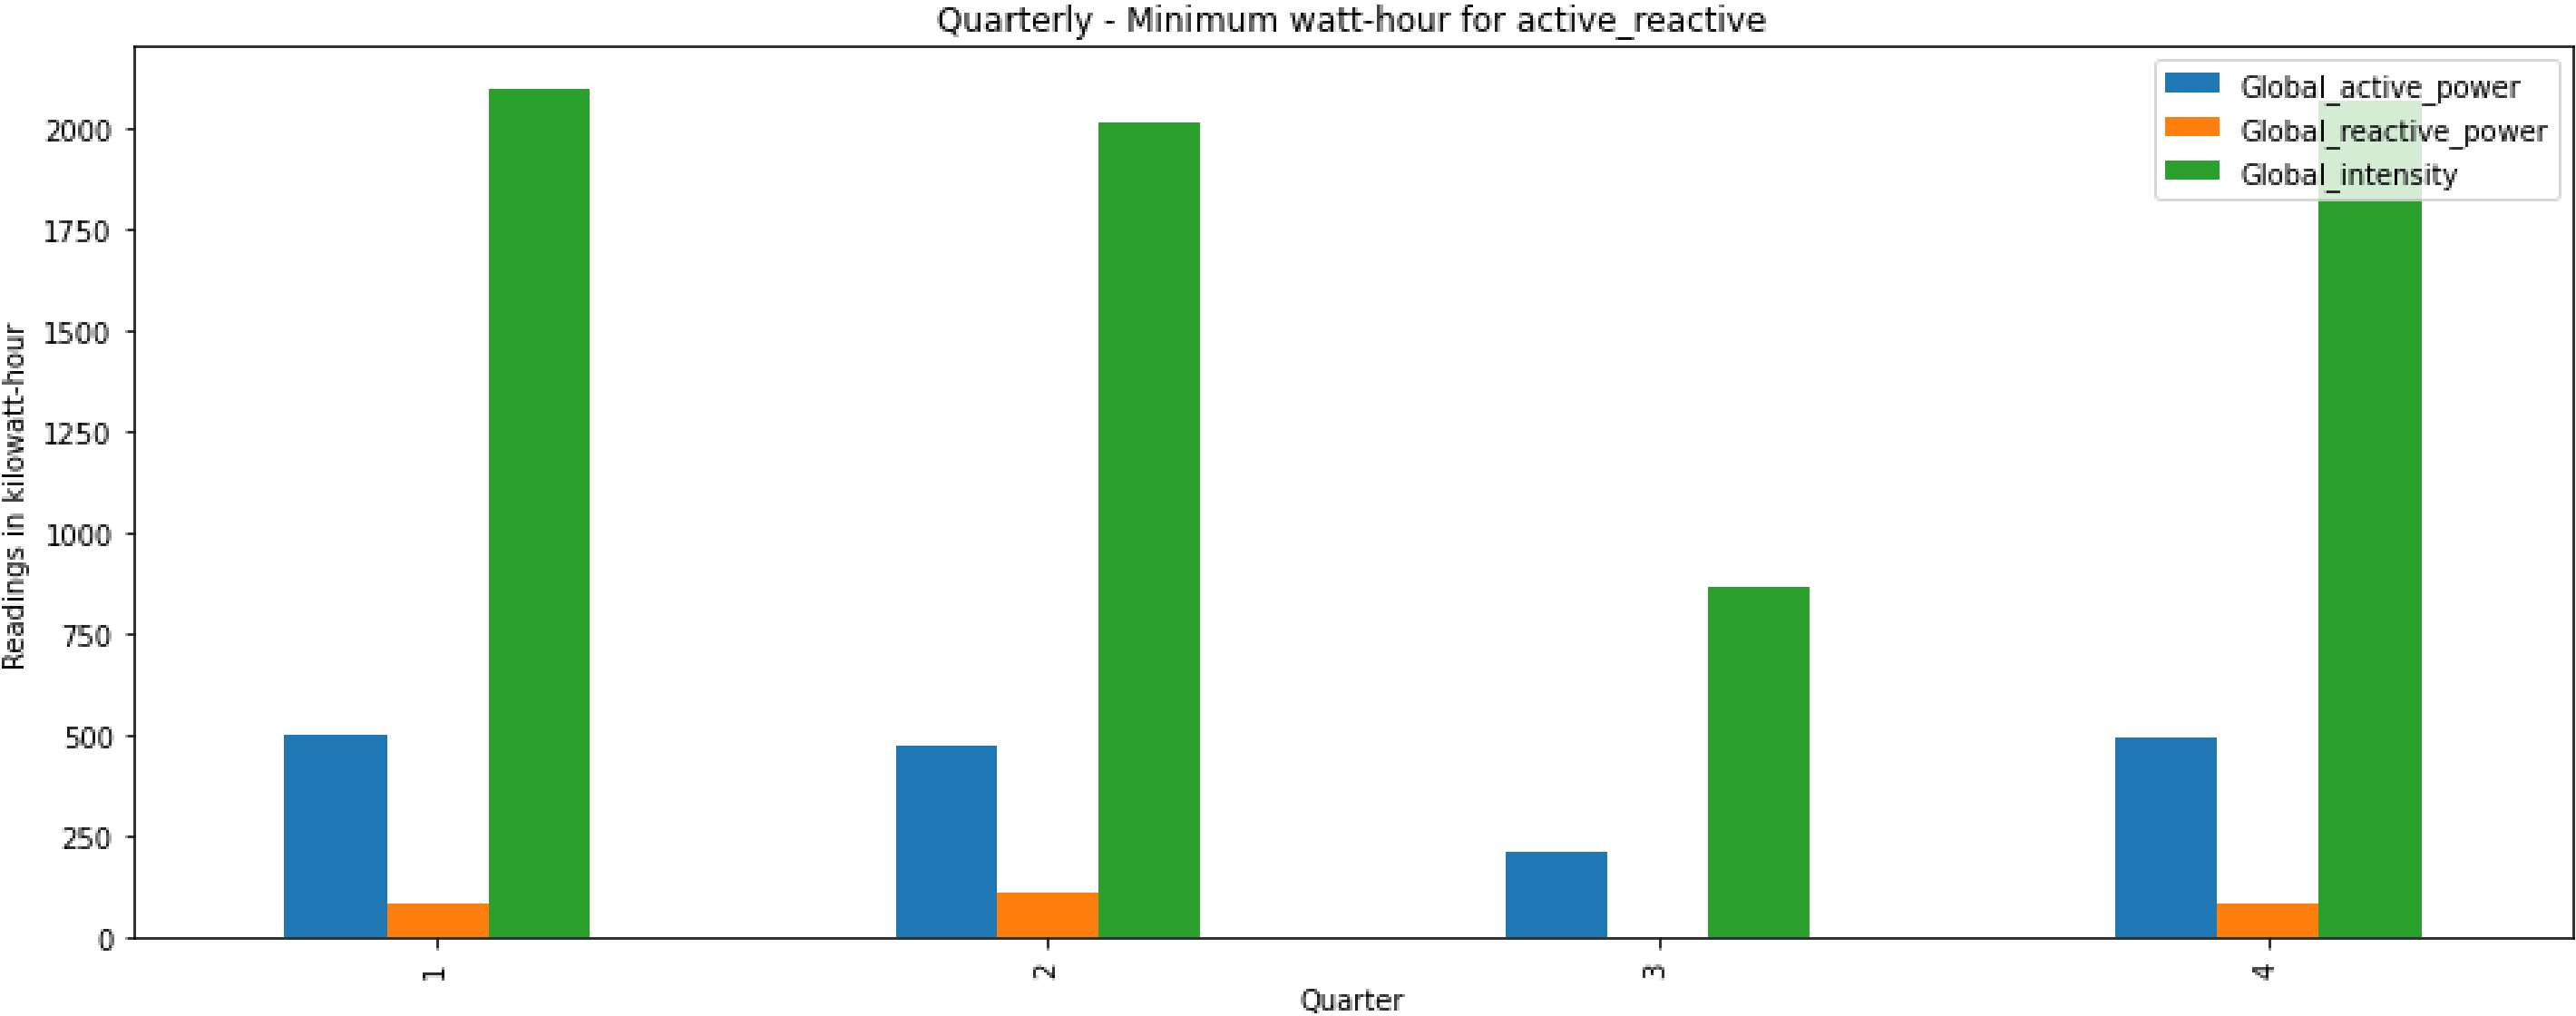 Quarterly - Minimum watt-hour for active_reactive
Global_active_power
Global_reactive_power
Global_intensity
Readings in kilowatt-hour
2000
1750
1500
1250
1000
750
500
250
0
1
2
3
4
Quarter